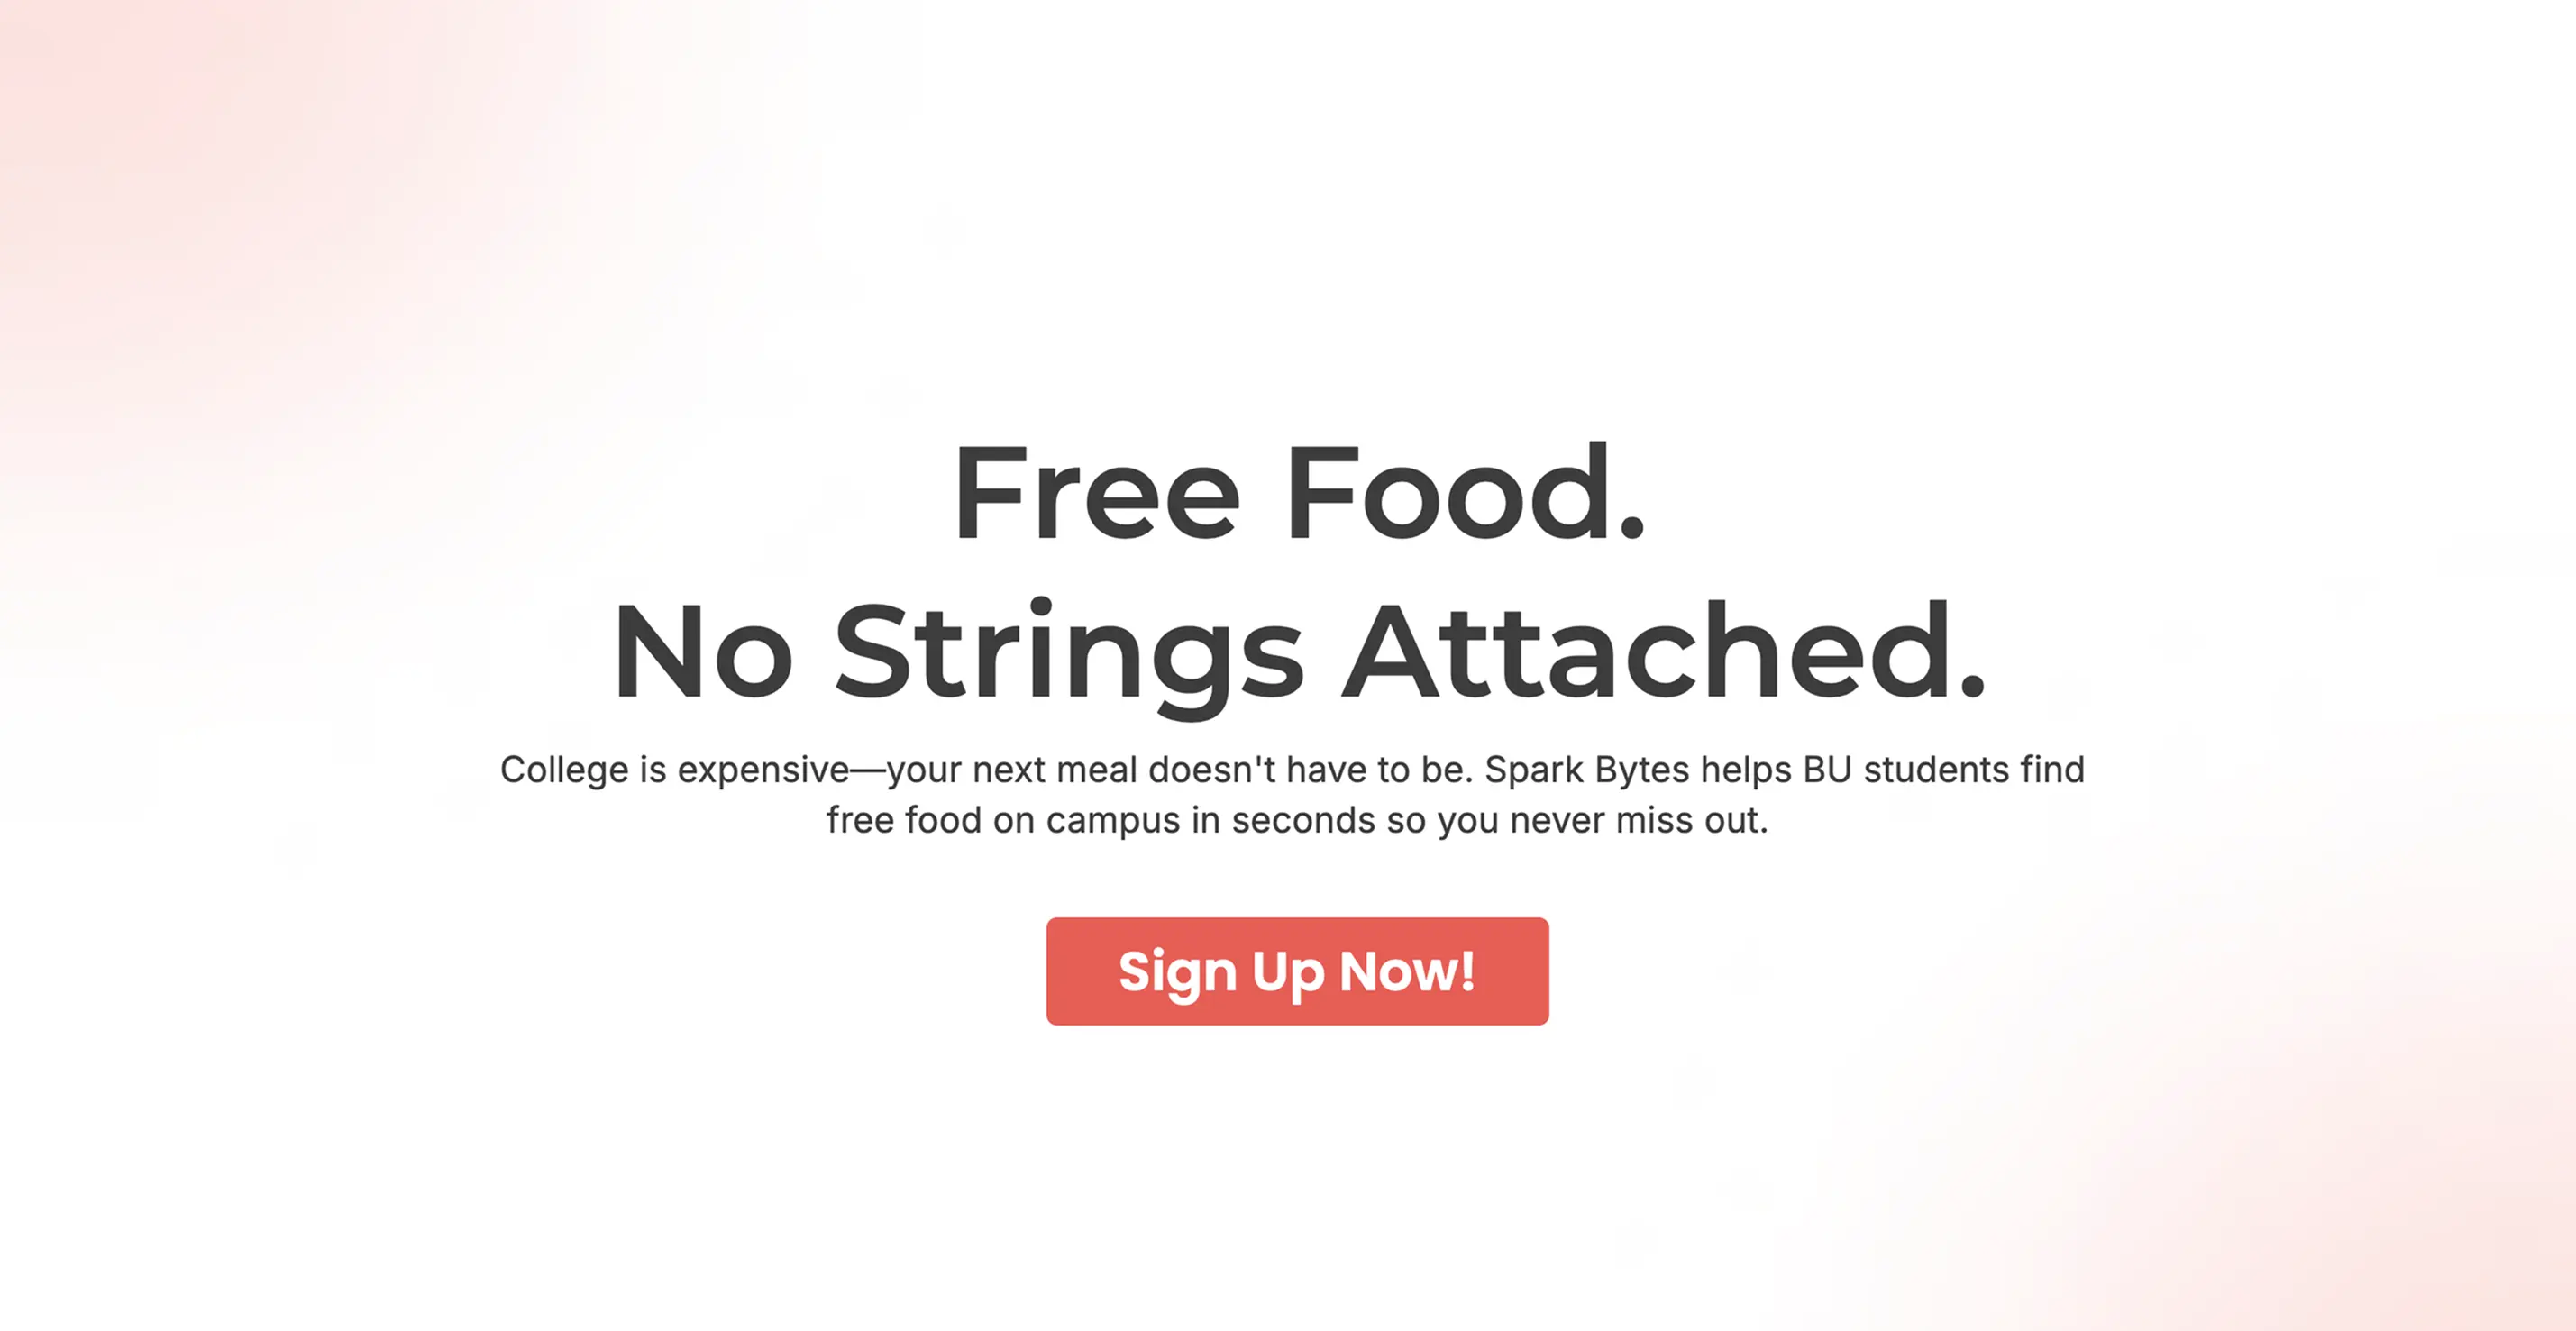 Free Food.
No Strings Attached.
College is expensive—your next meal doesn't have to be. Spark Bytes helps BU students find
free food on campus in seconds so you never miss out.
Sign Up Now!